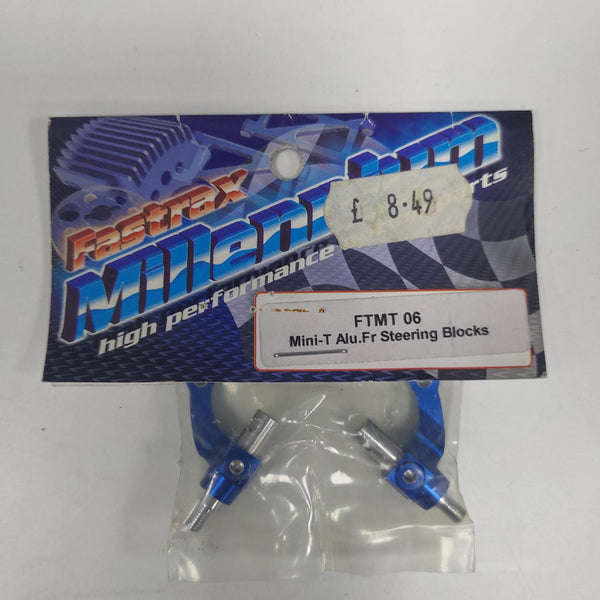 Fastrax
Millennium
high performance parts
£ 8.49
FTMT 06
Mini-T Alu.Fr Steering Blocks